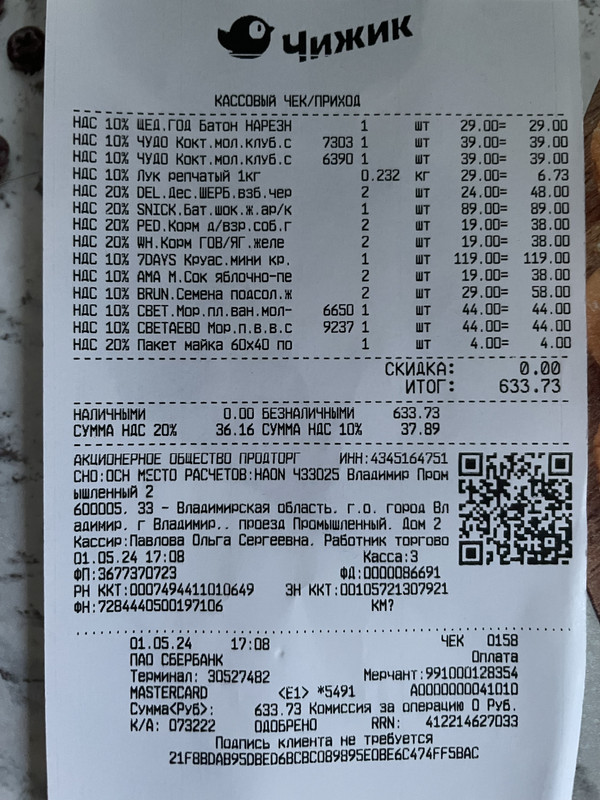 Чижик
КАССОВЫЙ ЧЕК/ПРИХОД
НДС 10% ЩЕД.ГОД Батон НАРЕЗН 1 шт 29.00= 29.00
НДС 10% ЧУДО Кокт.мол.клуб.с 7303 1 шт 39.00= 39.00
НДС 10% ЧУДО Кокт.мол.клуб.с 6390 1 шт 39.00= 39.00
НДС 10% Лук репчатый 1кг 0.232 кг 29.00= 6.73
НДС 20% DEL.Дес.ШЕРБ.взб.чер 2 шт 24.00= 48.00
НДС 20% SNICK.Бат.шок.ж.ар/к 1 шт 89.00= 89.00
НДС 20% PED.Корм д/взр.соб.г 2 шт 19.00= 38.00
НДС 20% WH.Корм ГОВ/ЯГ.желе 2 шт 19.00= 38.00
НДС 10% 7DAYS Круас.мини кр. 1 шт 119.00= 119.00
НДС 10% АМА М.Сок яблочно-пе 2 шт 19.00= 38.00
НДС 10% BRUN.Семена подсол.ж 2 шт 29.00= 58.00
НДС 10% СВЕТ.Мор.пл.ван.мол- 6650 1 шт 44.00= 44.00
НДС 10% СВЕТАЕВО Мор.п.в.в.с 9237 1 шт 44.00= 44.00
НДС 20% Пакет майка 60х40 по 1 шт 4.00= 4.00
СКИДКА: 0.00
ИТОГ: 633.73
НАЛИЧНЫМИ 0.00 БЕЗНАЛИЧНЫМИ 633.73
СУММА НДС 20% 36.16 СУММА НДС 10% 37.89
АКЦИОНЕРНОЕ ОБЩЕСТВО ПРОДТОРГ ИНН:4345164751
СНО:ОСН МЕСТО РАСЧЕТОВ:НАОN Ч33025 Владимир Пром
ышленный 2
600005. 33 - Владимирская область. г.о. город Вл
адимир. г Владимир.. проезд Промышленный. Дом 2
Кассир:Павлова Ольга Сергеевна. Работник торгово
01.05.24 17:08 Касса:3
ФП:3677370723 ФД:0000086691
РН ККТ:0007494411010649 ЗН ККТ:00105721307921
ФН:7284440500197106 КМ?
01.05.24 17:08 ЧЕК 0158
ПАО СБЕРБАНК Оплата
Терминал: 30527482 Мерчант:991000128354
MASTERCARD <E1> *5491 A0000000041010
Сумма<Руб>: 633.73 Комиссия за операцию 0 Руб.
К/А: 073222 ОДОБРЕНО RRN: 412214627033
Подпись клиента не требуется
21F8BDAB95DBED6BCBC089895E0BE6C474FF5BAC